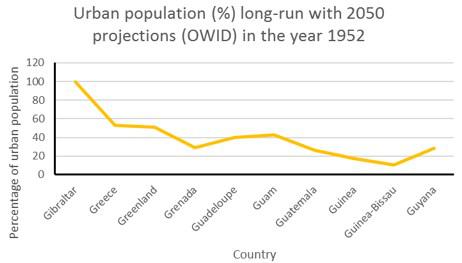 Urban population (%) long-run with 2050
projections (OWID) in the year 1952
Percentage of urban population
120
100
80
60
40
20
0
Gibraltar
Greece
Greenland
Grenada
Guadeloupe
Guam
Guatemala
Guinea
Guinea-Bissau
Guyana
Country